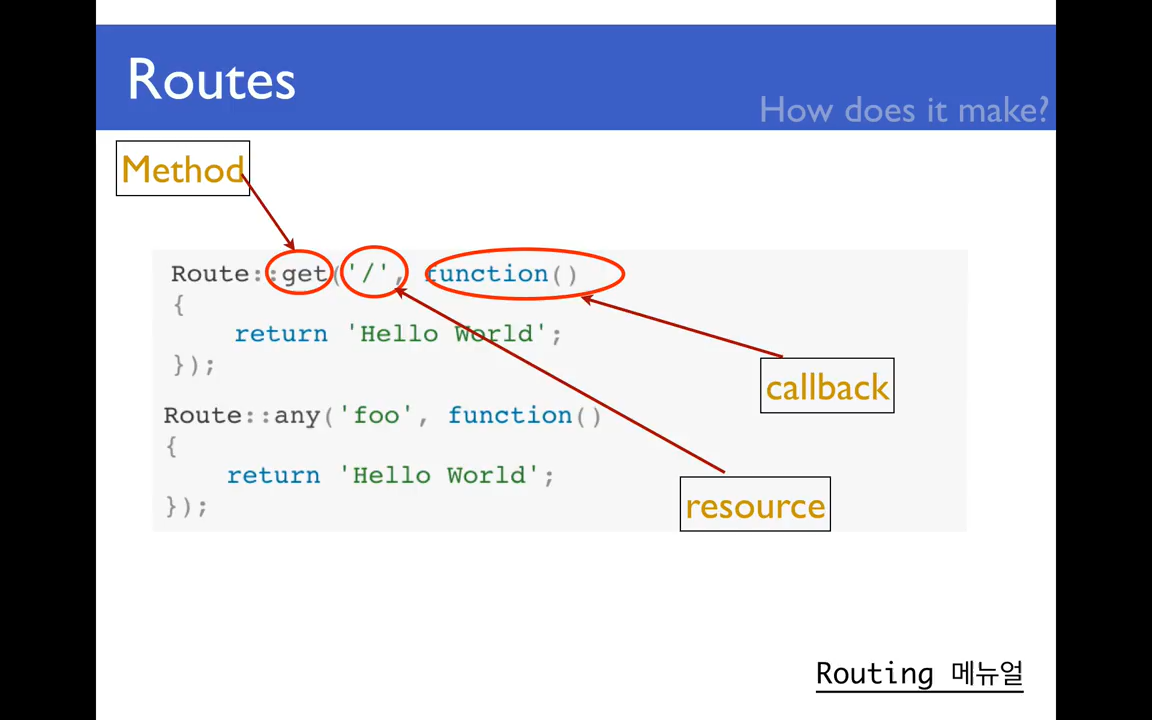 Routes
How does it make?
Method
Route::get('/', function()
{
    return 'Hello World';
});
callback
Route::any('foo', function()
{
    return 'Hello World';
});
resource
Routing 메뉴얼